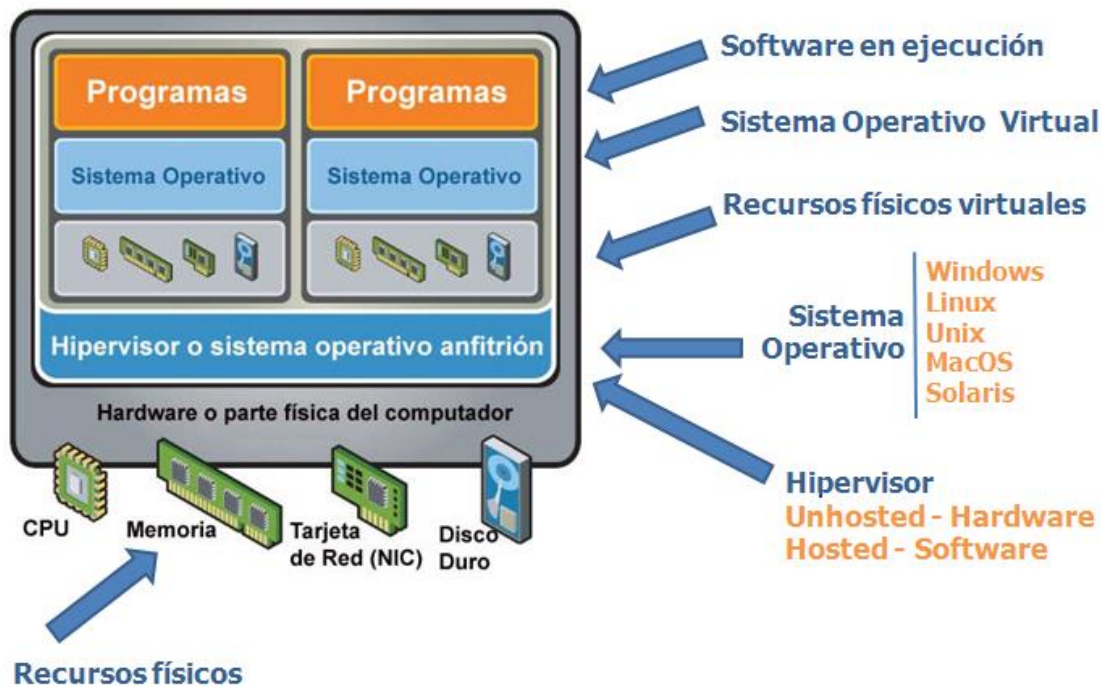 Programas
Programas
Sistema Operativo
Sistema Operativo
Hipervisor o sistema operativo anfitrión
Hardware o parte física del computador
CPU
Memoria
Tarjeta
de Red (NIC)
Disco
Duro
Recursos físicos
Software en ejecución
Sistema Operativo Virtual
Recursos físicos virtuales
Sistema
Operativo
Windows
Linux
Unix
MacOS
Solaris
Hipervisor
Unhosted - Hardware
Hosted - Software